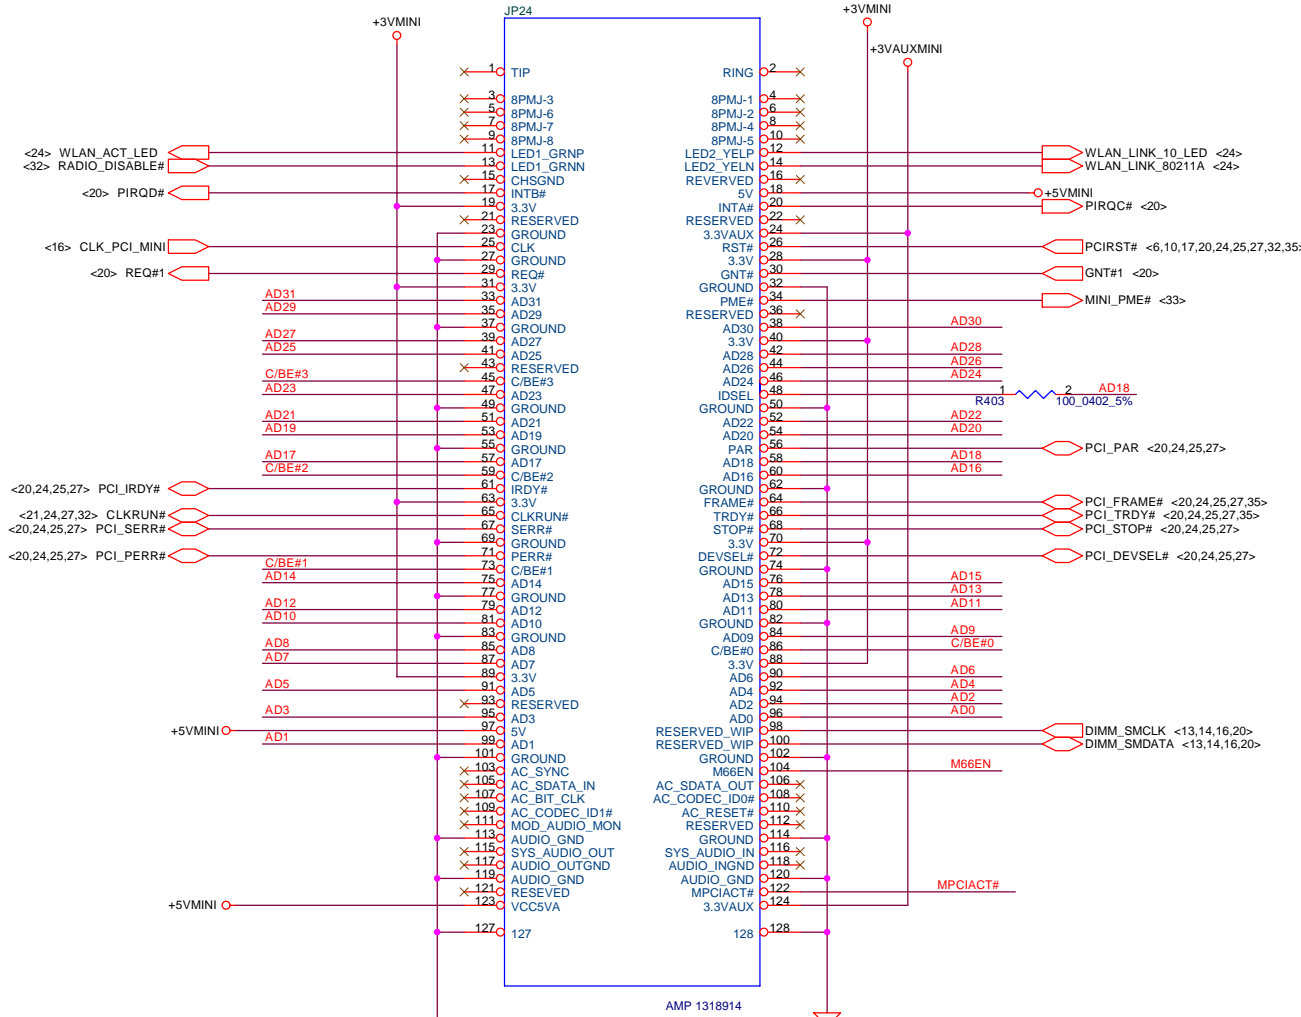 JP24
+3VMINI
+3VMINI
+3VAUXMINI
1 TIP RING 2
3 8PMJ-3 8PMJ-1 4
5 8PMJ-6 8PMJ-2 6
7 8PMJ-7 8PMJ-4 8
9 8PMJ-8 8PMJ-5 10
<24> WLAN_ACT_LED 11 LED1_GRNP LED2_YELP 12 WLAN_LINK_10_LED <24>
<32> RADIO_DISABLE# 13 LED1_GRNN LED2_YELN 14 WLAN_LINK_80211A <24>
15 CHSGND REVERVED 16
<20> PIRQD# 17 INTB# 5V 18 +5VMINI
19 3.3V INTA# 20 PIRQC# <20>
21 RESERVED RESERVED 22
23 GROUND 3.3VAUX 24
<16> CLK_PCI_MINI 25 CLK RST# 26 PCIRST# <6,10,17,20,24,25,27,32,35>
27 GROUND 3.3V 28
<20> REQ#1 29 REQ# GNT# 30 GNT#1 <20>
31 3.3V GROUND 32
AD31 33 AD31 PME# 34 MINI_PME# <33>
AD29 35 AD29 RESERVED 36
37 GROUND AD30 38 AD30
AD27 39 AD27 3.3V 40
AD25 41 AD25 AD28 42 AD28
43 RESERVED AD26 44 AD26
C/BE#3 45 C/BE#3 AD24 46 AD24
AD23 47 AD23 IDSEL 48 1 2 AD18
49 GROUND GROUND 50 R403 100_0402_5%
AD21 51 AD21 AD22 52 AD22
AD19 53 AD19 AD20 54 AD20
55 GROUND PAR 56 PCI_PAR <20,24,25,27>
AD17 57 AD17 AD18 58 AD18
C/BE#2 59 C/BE#2 AD16 60 AD16
<20,24,25,27> PCI_IRDY# 61 IRDY# GROUND 62
63 3.3V FRAME# 64 PCI_FRAME# <20,24,25,27,35>
<21,24,27,32> CLKRUN# 65 CLKRUN# TRDY# 66 PCI_TRDY# <20,24,25,27,35>
<20,24,25,27> PCI_SERR# 67 SERR# STOP# 68 PCI_STOP# <20,24,25,27>
69 GROUND 3.3V 70
<20,24,25,27> PCI_PERR# 71 PERR# DEVSEL# 72 PCI_DEVSEL# <20,24,25,27>
C/BE#1 73 C/BE#1 GROUND 74
AD14 75 AD14 AD15 76 AD15
77 GROUND AD13 78 AD13
AD12 79 AD12 AD11 80 AD11
AD10 81 AD10 GROUND 82
83 GROUND AD09 84 AD9
AD8 85 AD8 C/BE#0 86 C/BE#0
AD7 87 AD7 3.3V 88
89 3.3V AD6 90 AD6
AD5 91 AD5 AD4 92 AD4
93 RESERVED AD2 94 AD2
AD3 95 AD3 AD0 96 AD0
+5VMINI 97 5V RESERVED_WIP 98 DIMM_SMCLK <13,14,16,20>
AD1 99 AD1 RESERVED_WIP 100 DIMM_SMDATA <13,14,16,20>
101 GROUND GROUND 102
103 AC_SYNC M66EN 104 M66EN
105 AC_SDATA_IN AC_SDATA_OUT 106
107 AC_BIT_CLK AC_CODEC_ID0# 108
109 AC_CODEC_ID1# AC_RESET# 110
111 MOD_AUDIO_MON RESERVED 112
113 AUDIO_GND GROUND 114
115 SYS_AUDIO_OUT SYS_AUDIO_IN 116
117 AUDIO_OUTGND AUDIO_INGND 118
119 AUDIO_GND AUDIO_GND 120
121 RESEVED MPCIACT# 122 MPCIACT#
+5VMINI 123 VCC5VA 3.3VAUX 124
127 127 128 128
AMP 1318914